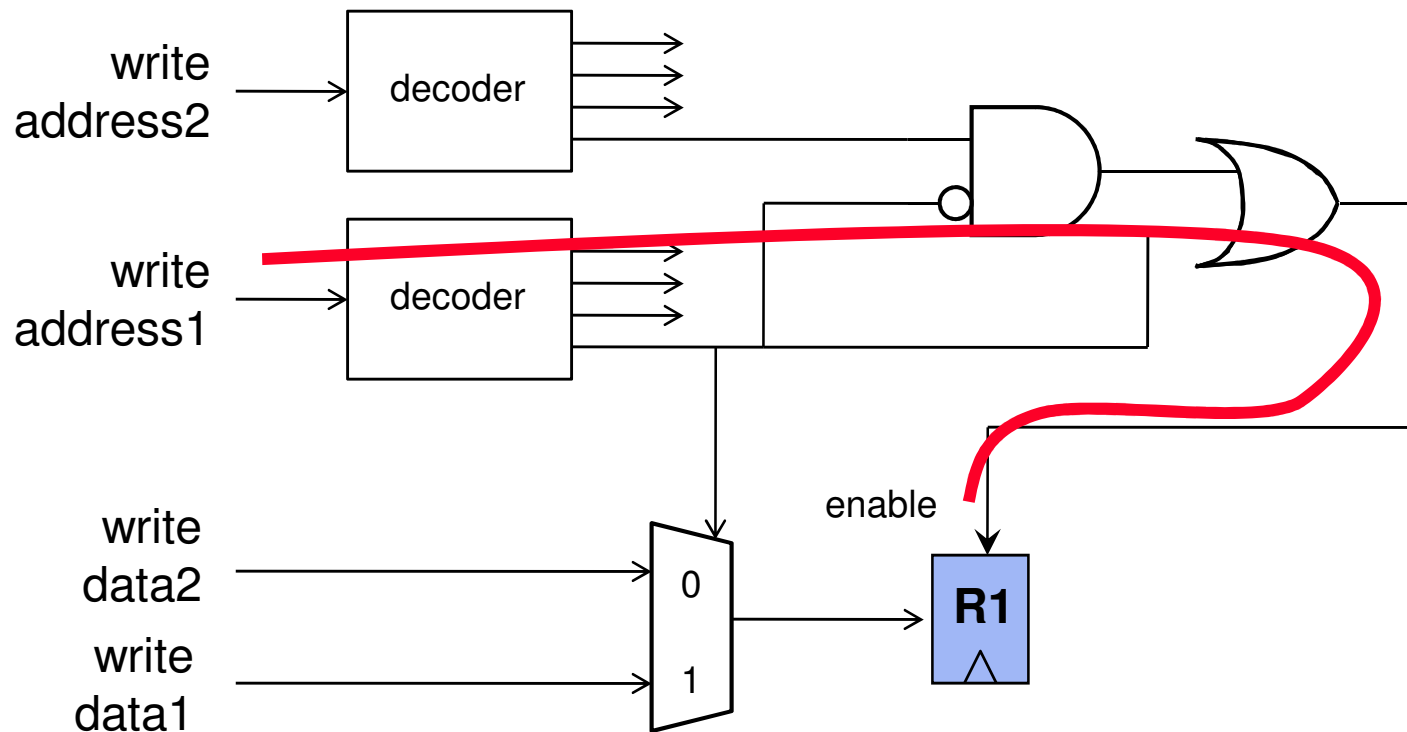 write
address2
decoder
write
address1
decoder
enable
write
data2
0
R1
write
data1
1